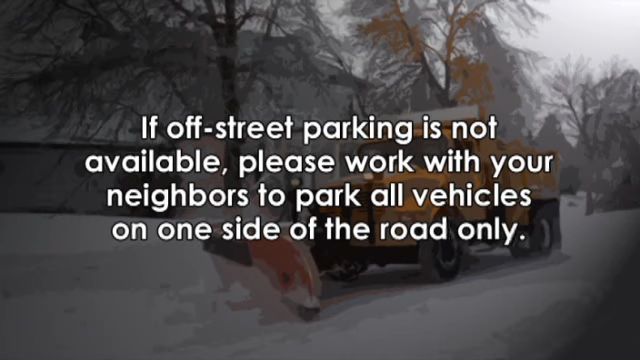 If off-street parking is not
available, please work with your
neighbors to park all vehicles
on one side of the road only.